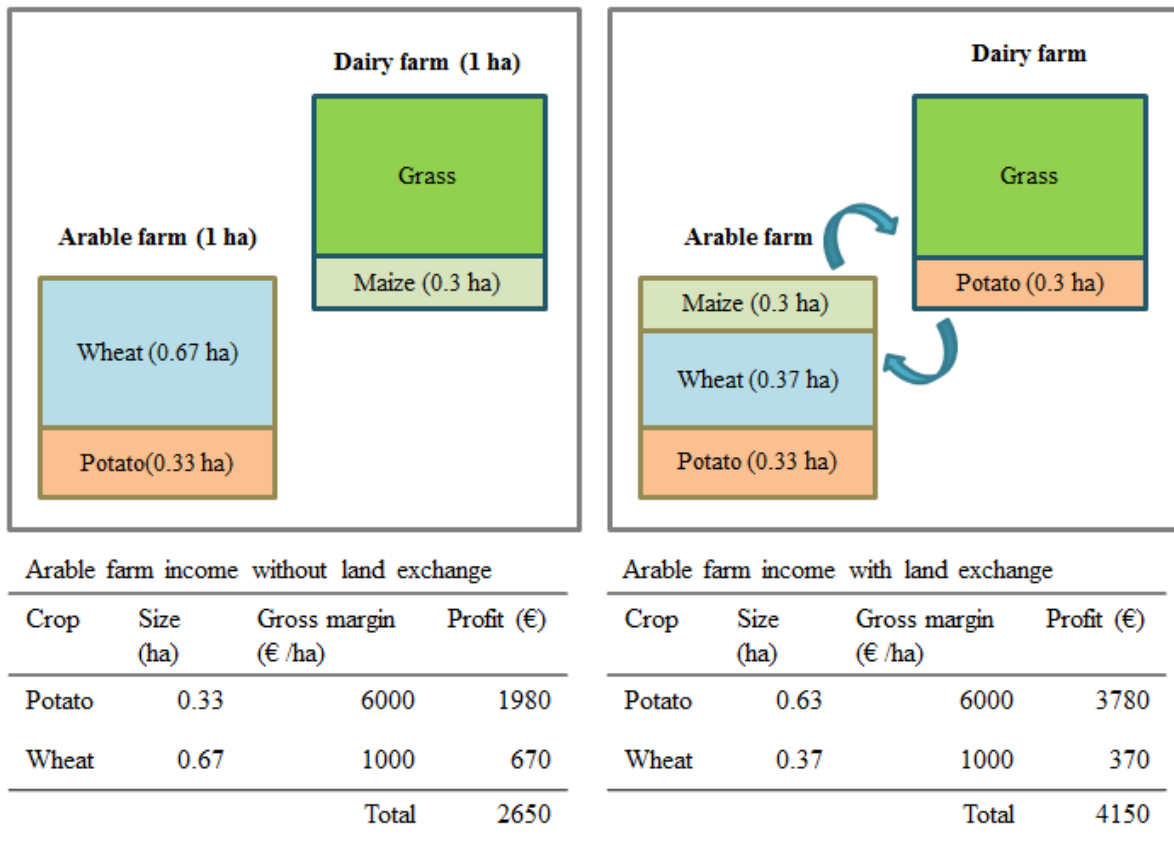 Dairy farm (1 ha)
Grass
Maize (0.3 ha)
Arable farm (1 ha)
Wheat (0.67 ha)
Potato(0.33 ha)
Dairy farm
Grass
Potato (0.3 ha)
Arable farm
Maize (0.3 ha)
Wheat (0.37 ha)
Potato (0.33 ha)
Arable farm income without land exchange
Crop Size Gross margin Profit (€)
(ha) (€ /ha)
Potato 0.33 6000 1980
Wheat 0.67 1000 670
Total 2650
Arable farm income with land exchange
Crop Size Gross margin Profit (€)
(ha) (€ /ha)
Potato 0.63 6000 3780
Wheat 0.37 1000 370
Total 4150